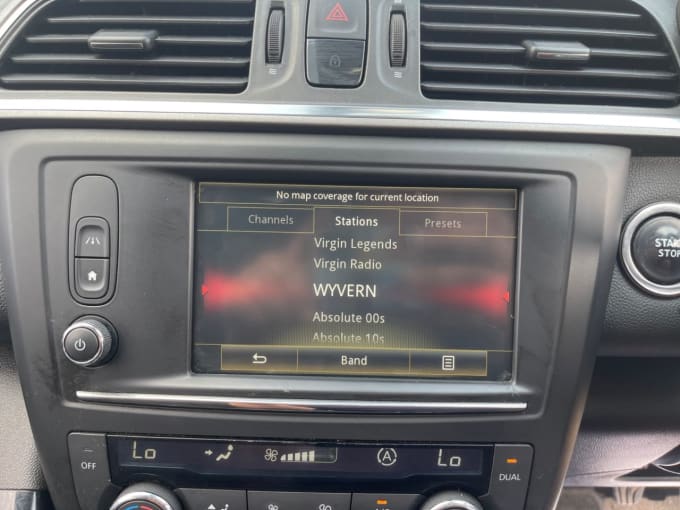 No map coverage for current location
Channels
Stations
Presets
Virgin Legends
Virgin Radio
WYVERN
Absolute 00s
Absolute 10s
Band
START
STOP
OFF
Lo
A
Lo
DUAL